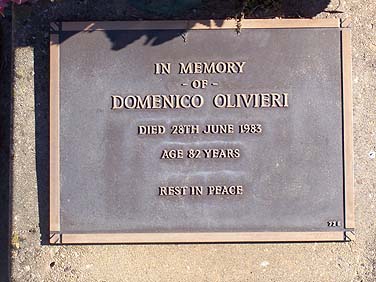 IN MEMORY
- OF -
DOMENICO OLIVIERI
DIED 28TH JUNE 1983
AGE 82 YEARS
REST IN PEACE